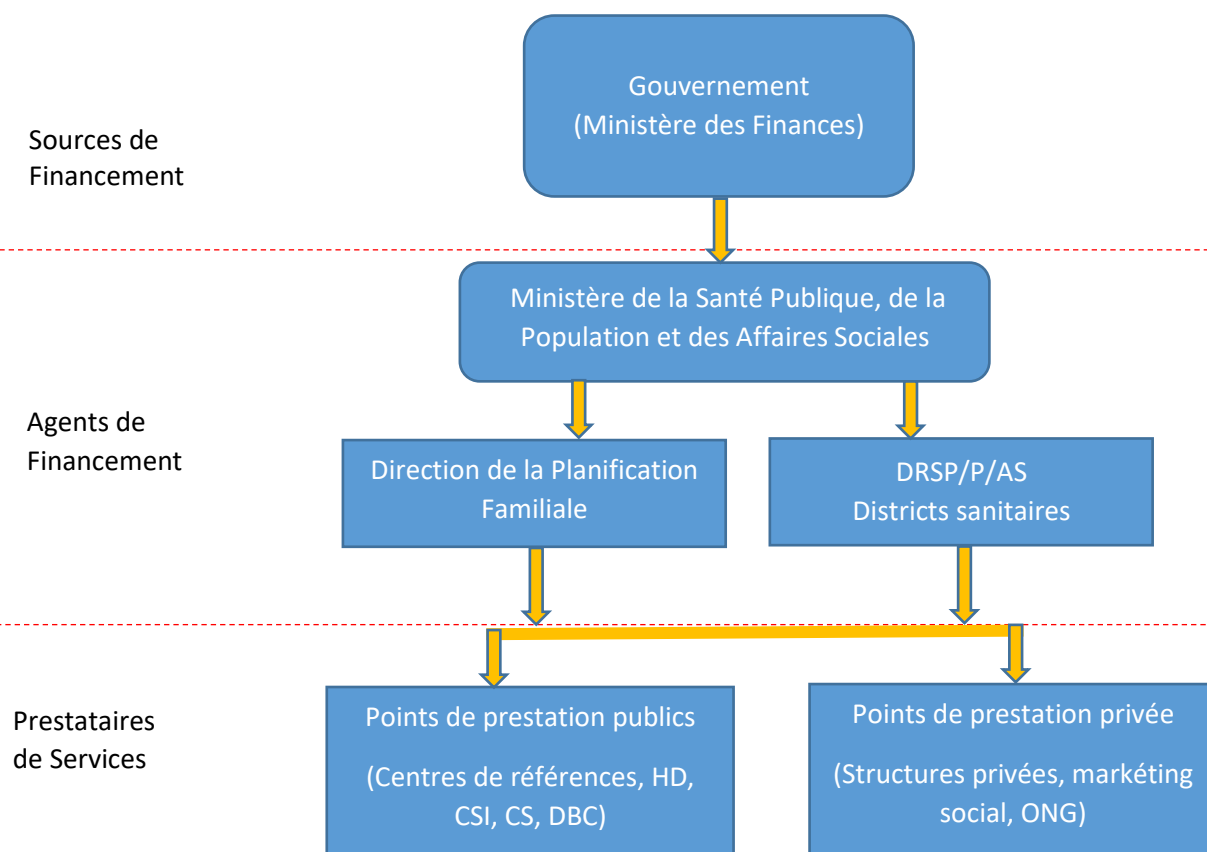 Gouvernement
(Ministère des Finances)
Sources de
Financement
Ministère de la Santé Publique, de la
Population et des Affaires Sociales
Agents de
Financement
Direction de la Planification
Familiale
DRSP/P/AS
Districts sanitaires
Prestataires
de Services
Points de prestation publics
(Centres de références, HD,
CSI, CS, DBC)
Points de prestation privée
(Structures privées, markéting
social, ONG)